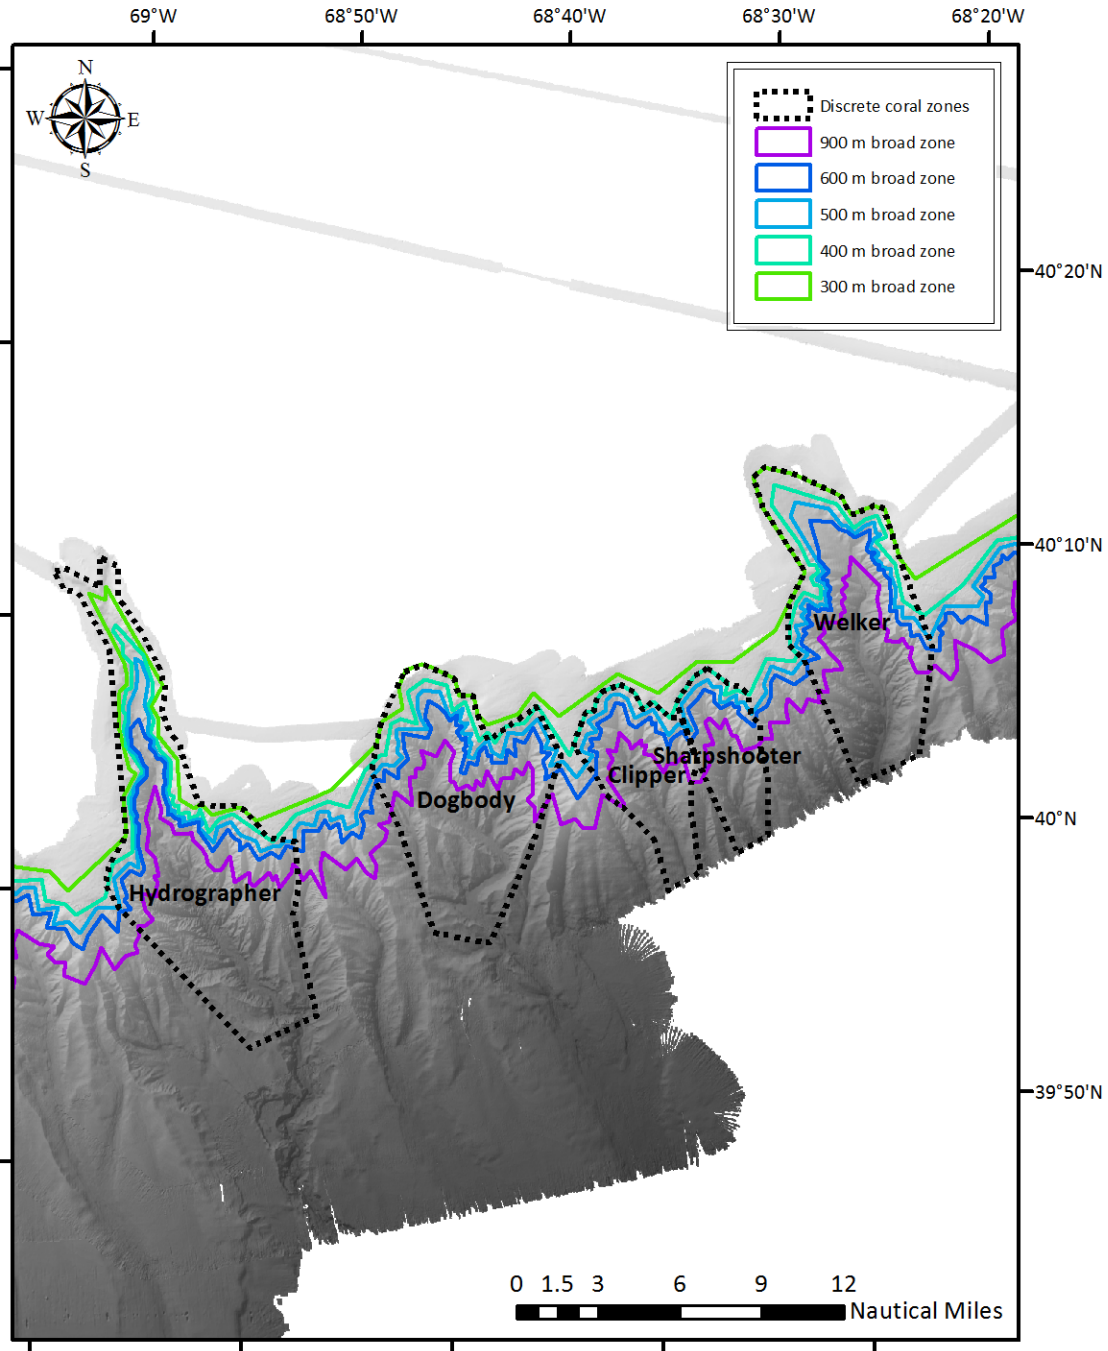 69°W 68°50'W 68°40'W 68°30'W 68°20'W
N
W E
S
Discrete coral zones
900 m broad zone
600 m broad zone
500 m broad zone
400 m broad zone
300 m broad zone
40°20'N
40°10'N
Welker
Sharpshooter
Clipper
Dogbody
40°N
Hydrographer
39°50'N
0 1.5 3 6 9 12
Nautical Miles